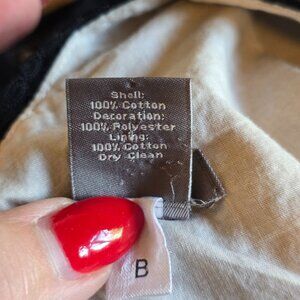 Shell:
100% Cotton
Decoration:
100% Polyester
Lining:
100% Cotton
Dry Clean
B